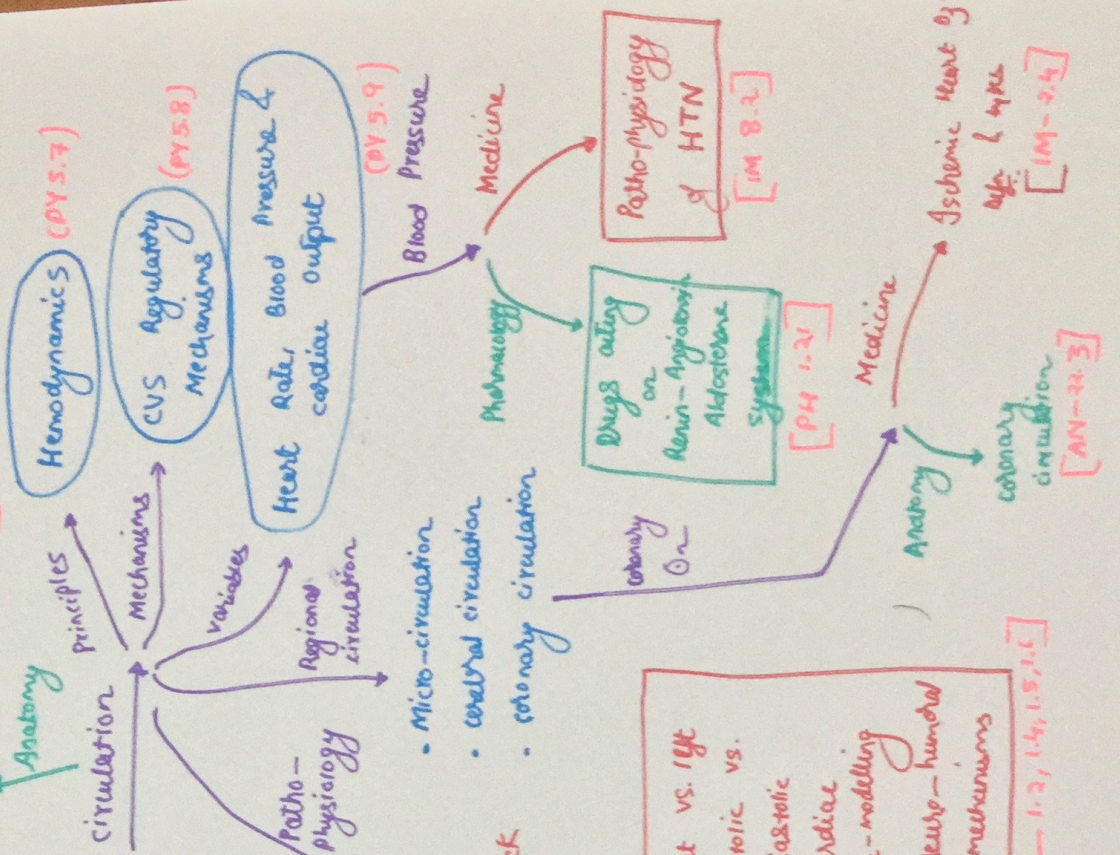 Anatomy
circulation
principles
Hemodynamics
(PY 5.7)
Mechanisms
CVS Regulatory
Mechanisms
(PY 5.8)
variables
Heart Rate, Blood Pressure &
cardiac output
(PY 5.9)
Regional
circulation
Patho-
physiology
• Micro-circulation
• cerebral circulation
• coronary circulation
Blood Pressure
Pharmacology
Drugs acting
on
Renin-Angiotensin
Aldosterone
system
[PH 1.21]
Medicine
Patho-physiology
of HTN
[IM 8.2]
coronary
Medicine
Ischemic Heart
& types
[IM-2.4]
Anatomy
coronary
circulation
[AN-22.3]
vs.
vs.
-modelling
-humoral
mechanisms
1.2, 1.4, 1.5, 1.6]